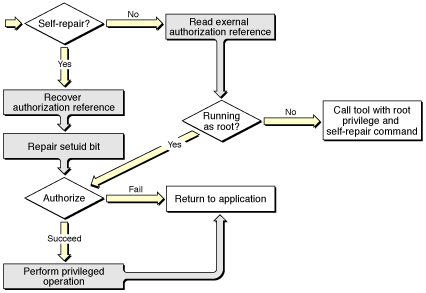 Self-repair?
No
Read exernal
authorization reference
Yes
Recover
authorization reference
Running
as root?
No
Call tool with root
privilege and
self-repair command
Repair setuid bit
Yes
Authorize
Fail
Return to application
Succeed
Perform privileged
operation